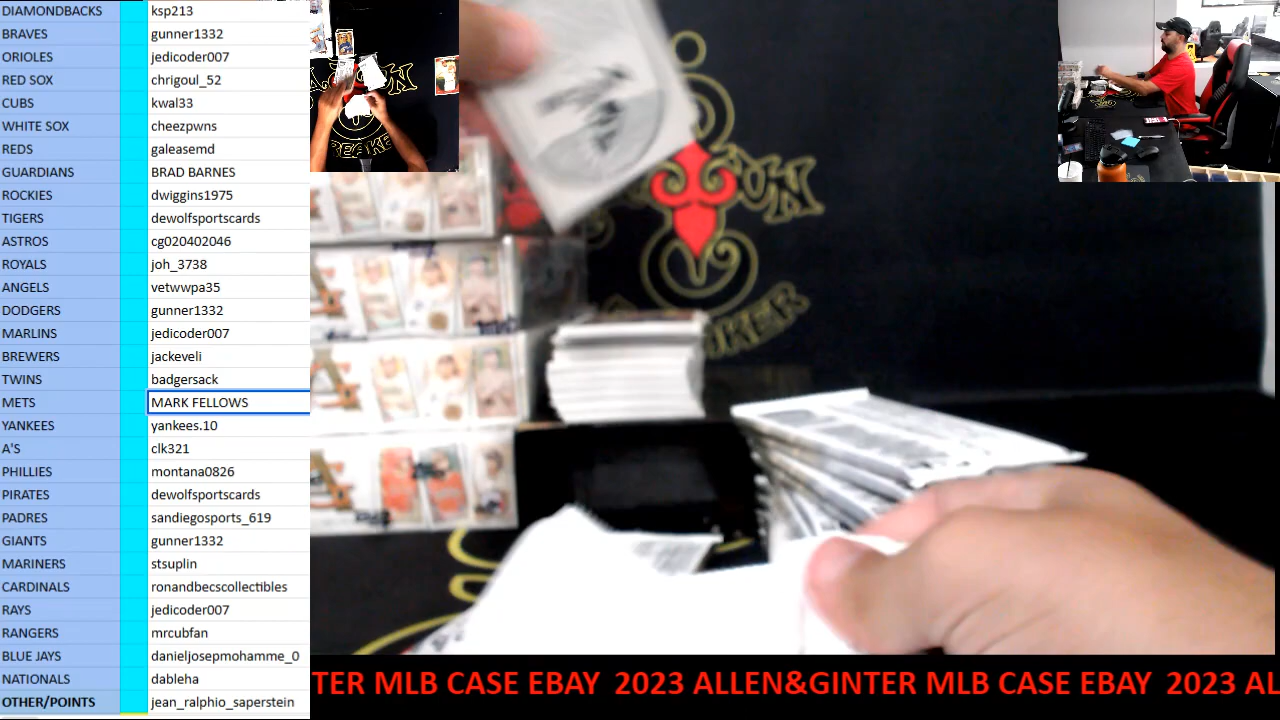 DIAMONDBACKS ksp213
BRAVES gunner1332
ORIOLES jedicoder007
RED SOX chrigoul_52
CUBS kwal33
WHITE SOX cheezpwns
REDS galeasemd
GUARDIANS BRAD BARNES
ROCKIES dwiggins1975
TIGERS dewolfsportscards
ASTROS cg020402046
ROYALS joh_3738
ANGELS vetwwpa35
DODGERS gunner1332
MARLINS jedicoder007
BREWERS jackeveli
TWINS badgersack
METS MARK FELLOWS
YANKEES yankees.10
A'S clk321
PHILLIES montana0826
PIRATES dewolfsportscards
PADRES sandiegosports_619
GIANTS gunner1332
MARINERS stsuplin
CARDINALS ronandbecscollectibles
RAYS jedicoder007
RANGERS mrcubfan
BLUE JAYS danieljosepmohamme_0
NATIONALS dableha
OTHER/POINTS jean_ralphio_saperstein
TER MLB CASE EBAY 2023 ALLEN&GINTER MLB CASE EBAY 2023 AL